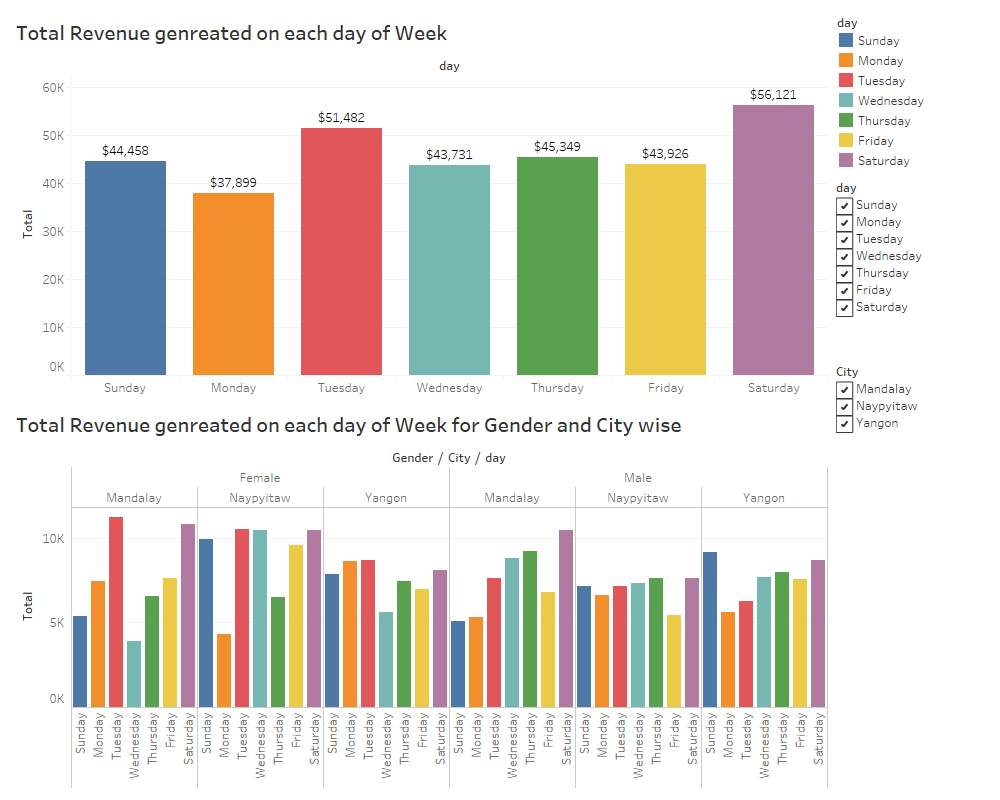 Total Revenue genreated on each day of Week
day
Total
60K
50K
40K
30K
20K
10K
0K
$44,458
$37,899
$51,482
$43,731
$45,349
$43,926
$56,121
Sunday Monday Tuesday Wednesday Thursday Friday Saturday
day
Sunday
Monday
Tuesday
Wednesday
Thursday
Friday
Saturday
day
Sunday
Monday
Tuesday
Wednesday
Thursday
Friday
Saturday
City
Mandalay
Naypyitaw
Yangon
Total Revenue genreated on each day of Week for Gender and City wise
Gender / City / day
Female Male
Mandalay Naypyitaw Yangon Mandalay Naypyitaw Yangon
Total
10K
5K
0K
Sunday Monday Tuesday Wednesday Thursday Friday Saturday Sunday Monday Tuesday Wednesday Thursday Friday Saturday Sunday Monday Tuesday Wednesday Thursday Friday Saturday Sunday Monday Tuesday Wednesday Thursday Friday Saturday Sunday Monday Tuesday Wednesday Thursday Friday Saturday Sunday Monday Tuesday Wednesday Thursday Friday Saturday